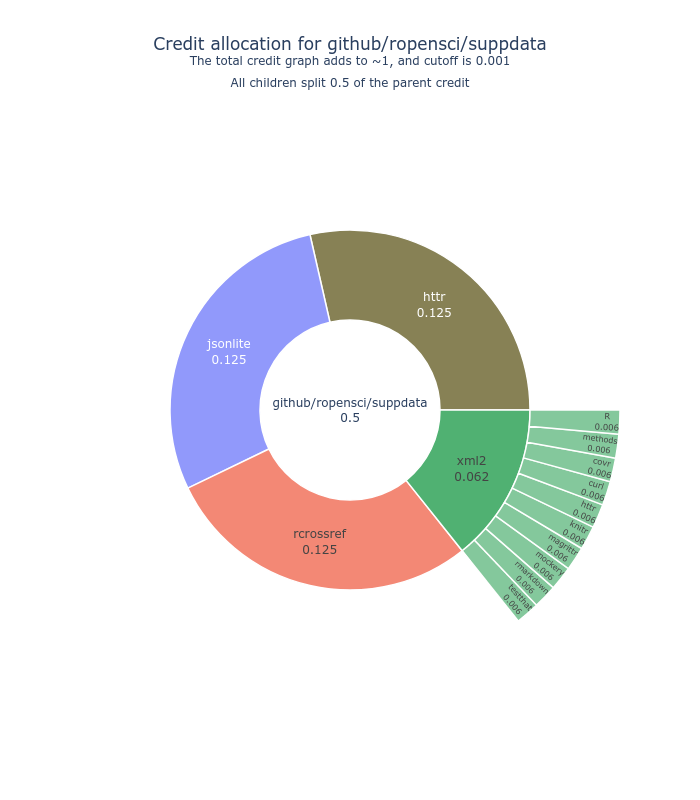 Credit allocation for github/ropensci/suppdata
The total credit graph adds to ~1, and cutoff is 0.001
All children split 0.5 of the parent credit
httr
0.125
jsonlite
0.125
github/ropensci/suppdata
0.5
rcrossref
0.125
xml2
0.062
R
0.006
methods
0.006
covr
0.006
curl
0.006
httr
0.006
knitr
0.006
magrittr
0.006
mockery
0.006
rmarkdown
0.006
testthat
0.006